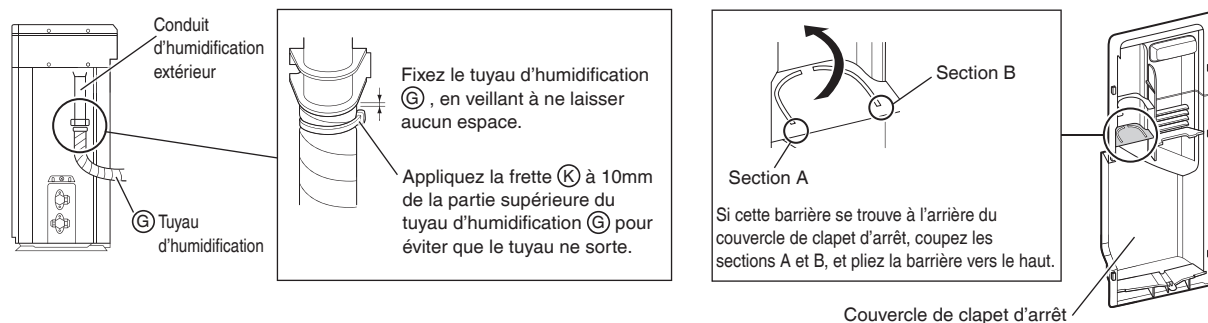 Conduit
d'humidification
extérieur
Ⓖ Tuyau
d'humidification
Fixez le tuyau d'humidification
Ⓖ , en veillant à ne laisser
aucun espace.
Appliquez la frette Ⓚ à 10mm
de la partie supérieure du
tuyau d'humidification Ⓖ pour
éviter que le tuyau ne sorte.
Section B
Section A
Si cette barrière se trouve à l'arrière du
couvercle de clapet d'arrêt, coupez les
sections A et B, et pliez la barrière vers le haut.
Couvercle de clapet d'arrêt